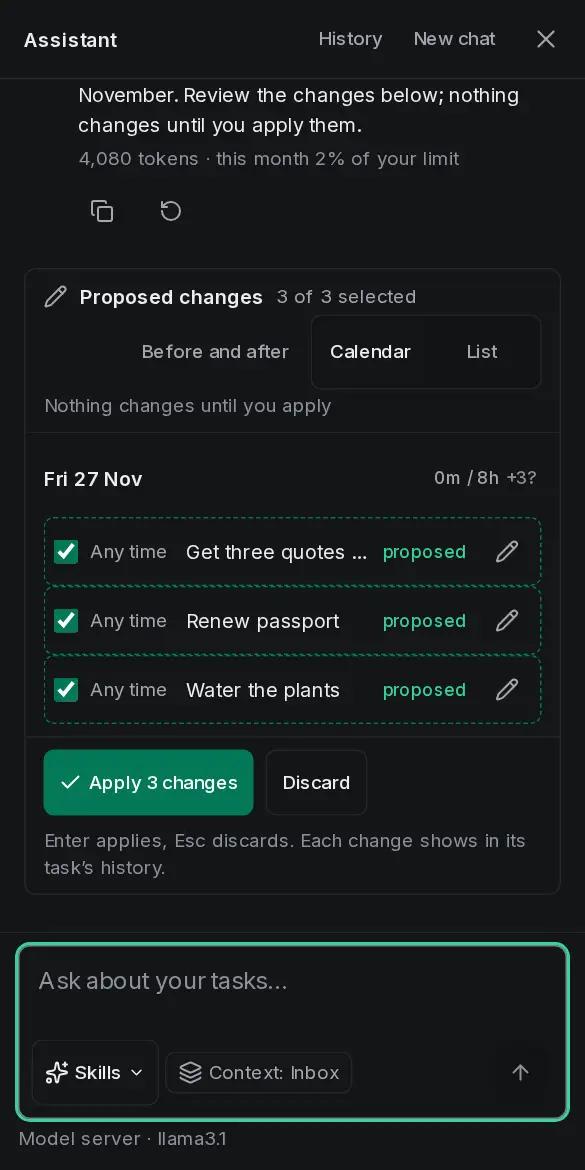 Assistant
History
New chat
November. Review the changes below; nothing
changes until you apply them.
4,080 tokens · this month 2% of your limit
Proposed changes 3 of 3 selected
Before and after
Calendar
List
Nothing changes until you apply
Fri 27 Nov
0m / 8h +3?
Any time Get three quotes ... proposed
Any time Renew passport proposed
Any time Water the plants proposed
Apply 3 changes
Discard
Enter applies, Esc discards. Each change shows in its
task’s history.
Ask about your tasks...
Skills
Context: Inbox
Model server · llama3.1